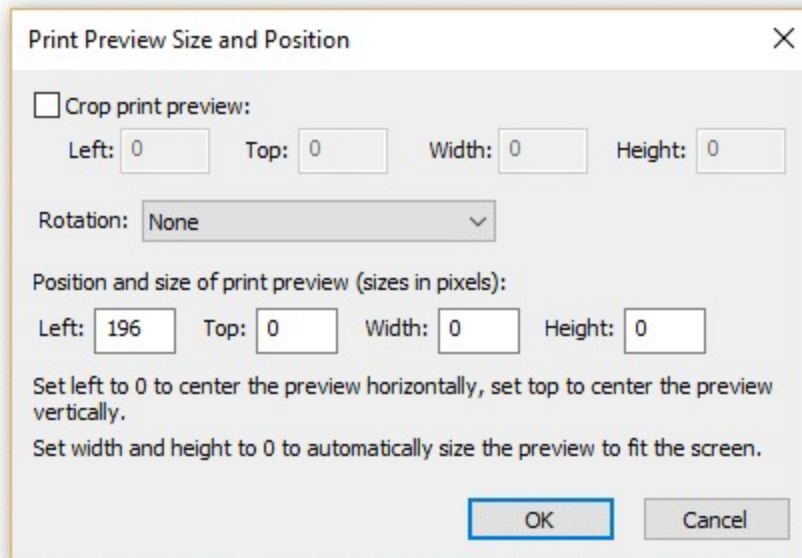 Print Preview Size and Position
Crop print preview:
Left: 0 Top: 0 Width: 0 Height: 0
Rotation: None
Position and size of print preview (sizes in pixels):
Left: 196 Top: 0 Width: 0 Height: 0
Set left to 0 to center the preview horizontally, set top to center the preview
vertically.
Set width and height to 0 to automatically size the preview to fit the screen.
OK Cancel